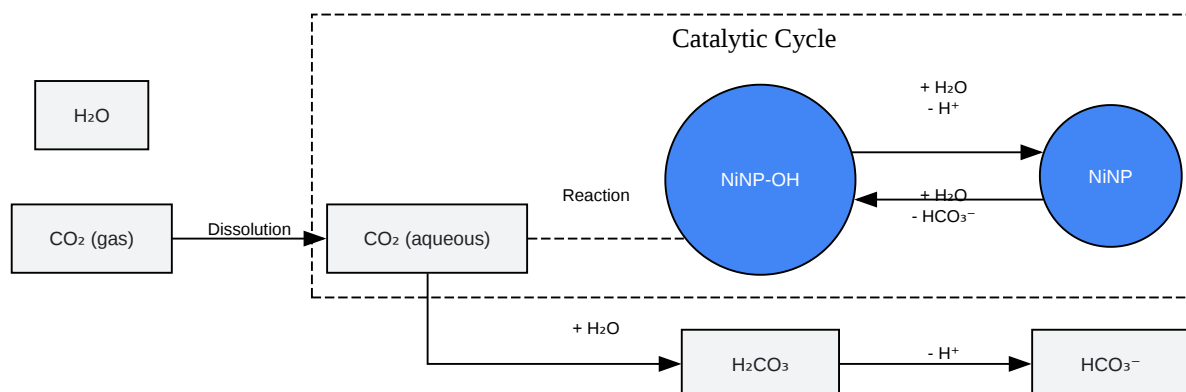 Catalytic Cycle
H₂O
+ H₂O
- H⁺
NiNP-OH
NiNP
Reaction
+ H₂O
- HCO₃⁻
CO₂ (gas)
Dissolution
CO₂ (aqueous)
+ H₂O
H₂CO₃
- H⁺
HCO₃⁻